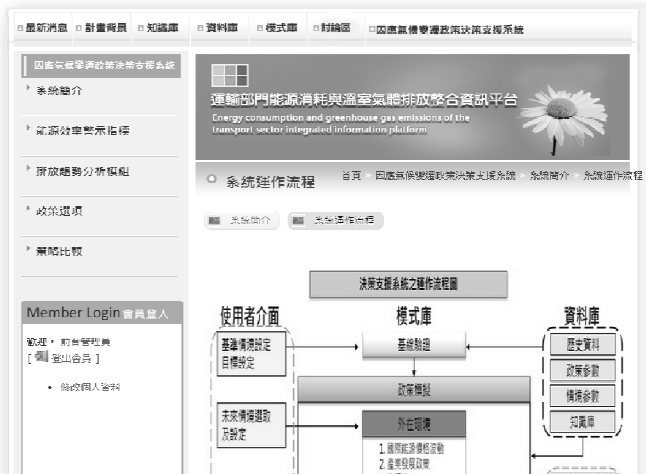 最新消息 計畫背景 知識庫 資料庫 模式庫 討論區 因應氣候變遷政策決策支援系統
因應氣候變遷政策決策支援系統
系統簡介
能源效率警示指標
排放趨勢分析模組
政策選項
策略比較
Member Login 會員登入
歡迎，前台管理員
[ 登出會員 ]
修改個人資料
運輸部門能源消耗與溫室氣體排放整合資訊平台
Energy consumption and greenhouse gas emissions of the
transport sector integrated information platform
系統運作流程
首頁 » 因應氣候變遷政策決策支援系統 » 系統簡介 » 系統運作流程
系統簡介 系統運作流程
決策支援系統之運作流程圖
使用者介面 模式庫 資料庫
基準情境設定
目標設定
基線驗證
歷史資料
政策參數
情境參數
知識庫
政策模擬
未來情境選取
及設定
外在環境
1. 國際能源價格波動
2. 產業發展政策